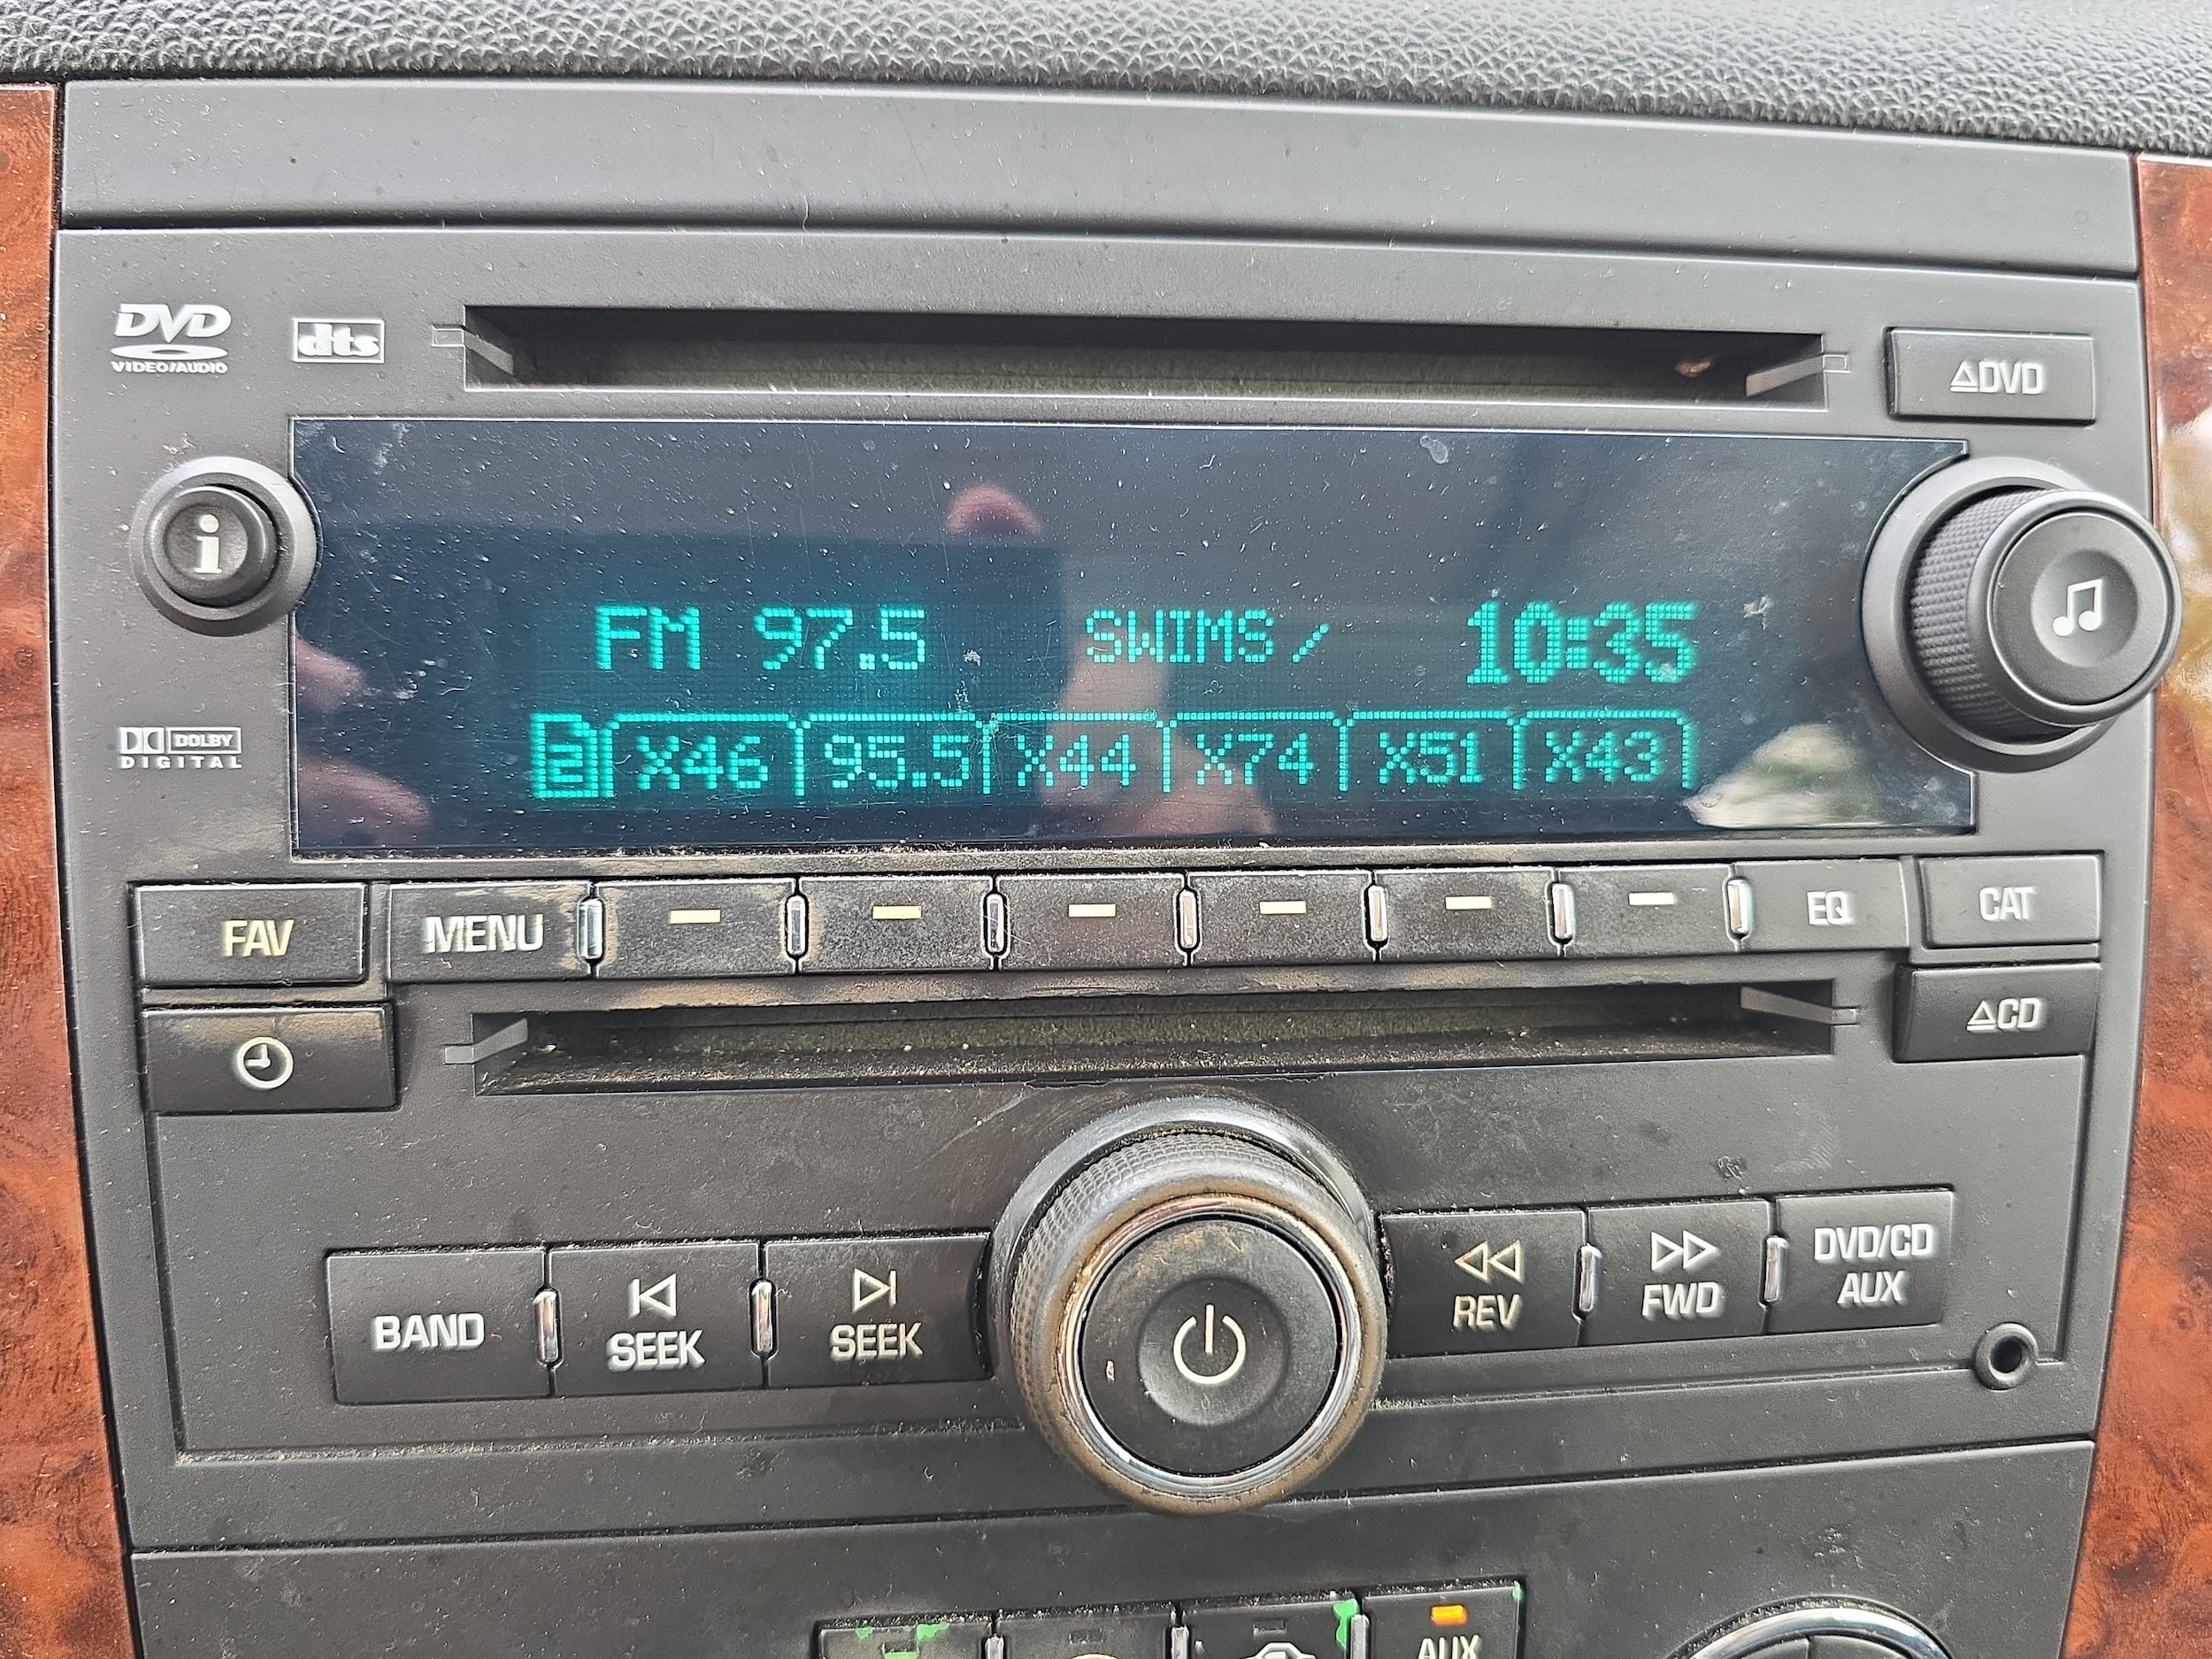 DVD
VIDEO/AUDIO
dts
DVD
i
FM 97.5 SWIMS/ 10:35
2 X46 95.5 X44 X74 X51 X43
DOLBY
DIGITAL
FAV MENU EQ CAT
CD
BAND SEEK SEEK REV FWD DVD/CD
AUX
AUX